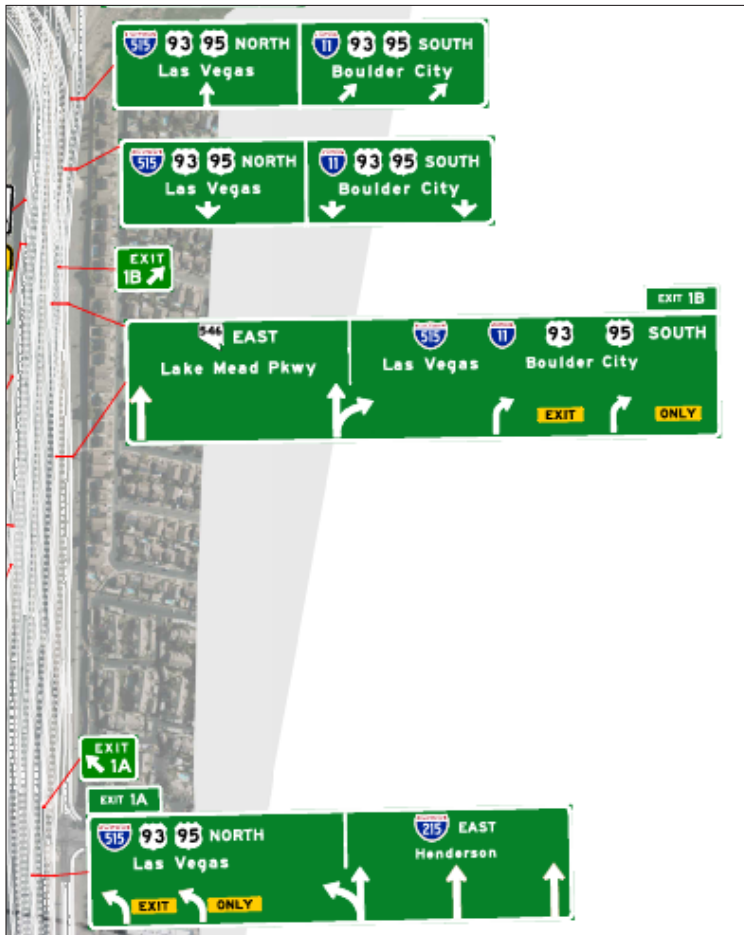 515 93 95 NORTH
Las Vegas
11 93 95 SOUTH
Boulder City
515 93 95 NORTH
Las Vegas
11 93 95 SOUTH
Boulder City
EXIT
1B
EXIT 1B
546 EAST
Lake Mead Pkwy
515 11 93 95 SOUTH
Las Vegas Boulder City
EXIT ONLY
EXIT
1A
EXIT 1A
515 93 95 NORTH
Las Vegas
EXIT ONLY
215 EAST
Henderson